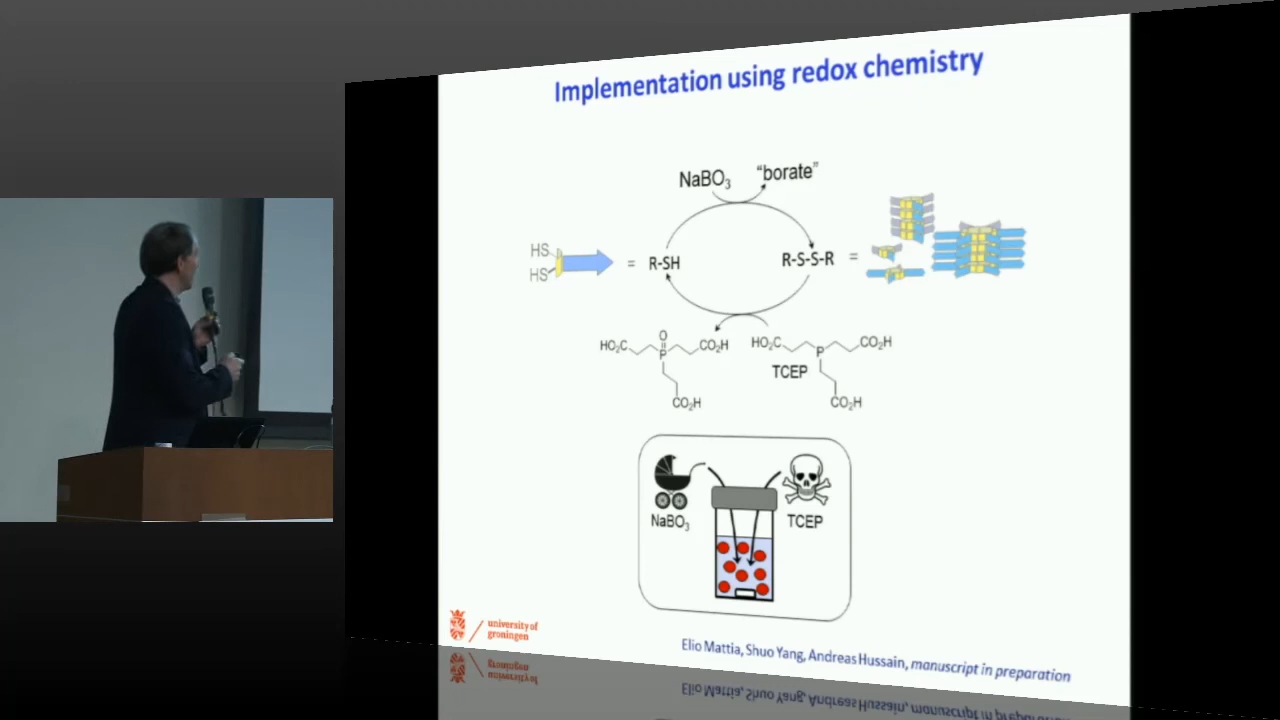 Implementation using redox chemistry
NaBO3 "borate"
HS
HS
= R-SH
R-S-S-R =
HO2C O P CO2H
CO2H
HO2C P CO2H
TCEP
CO2H
NaBO3
TCEP
university of
groningen
Elio Mattia, Shuo Yang, Andreas Hussain, manuscript in preparation